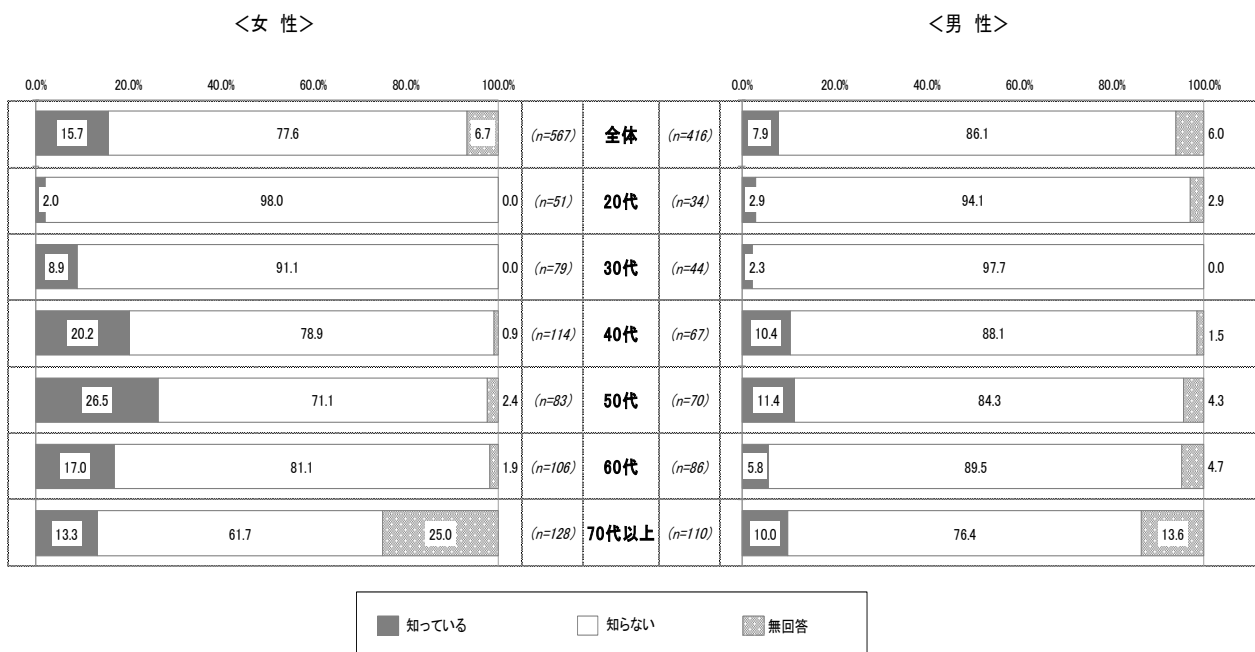 ＜女 性＞ ＜男 性＞
0.0% 20.0% 40.0% 60.0% 80.0% 100.0% 0.0% 20.0% 40.0% 60.0% 80.0% 100.0%
15.7 77.6 6.7 (n=567) 全体 (n=416) 7.9 86.1 6.0
2.0 98.0 0.0 (n=51) 20代 (n=34) 2.9 94.1 2.9
8.9 91.1 0.0 (n=79) 30代 (n=44) 2.3 97.7 0.0
20.2 78.9 0.9 (n=114) 40代 (n=67) 10.4 88.1 1.5
26.5 71.1 2.4 (n=83) 50代 (n=70) 11.4 84.3 4.3
17.0 81.1 1.9 (n=106) 60代 (n=86) 5.8 89.5 4.7
13.3 61.7 25.0 (n=128) 70代以上 (n=110) 10.0 76.4 13.6
知っている 知らない 無回答